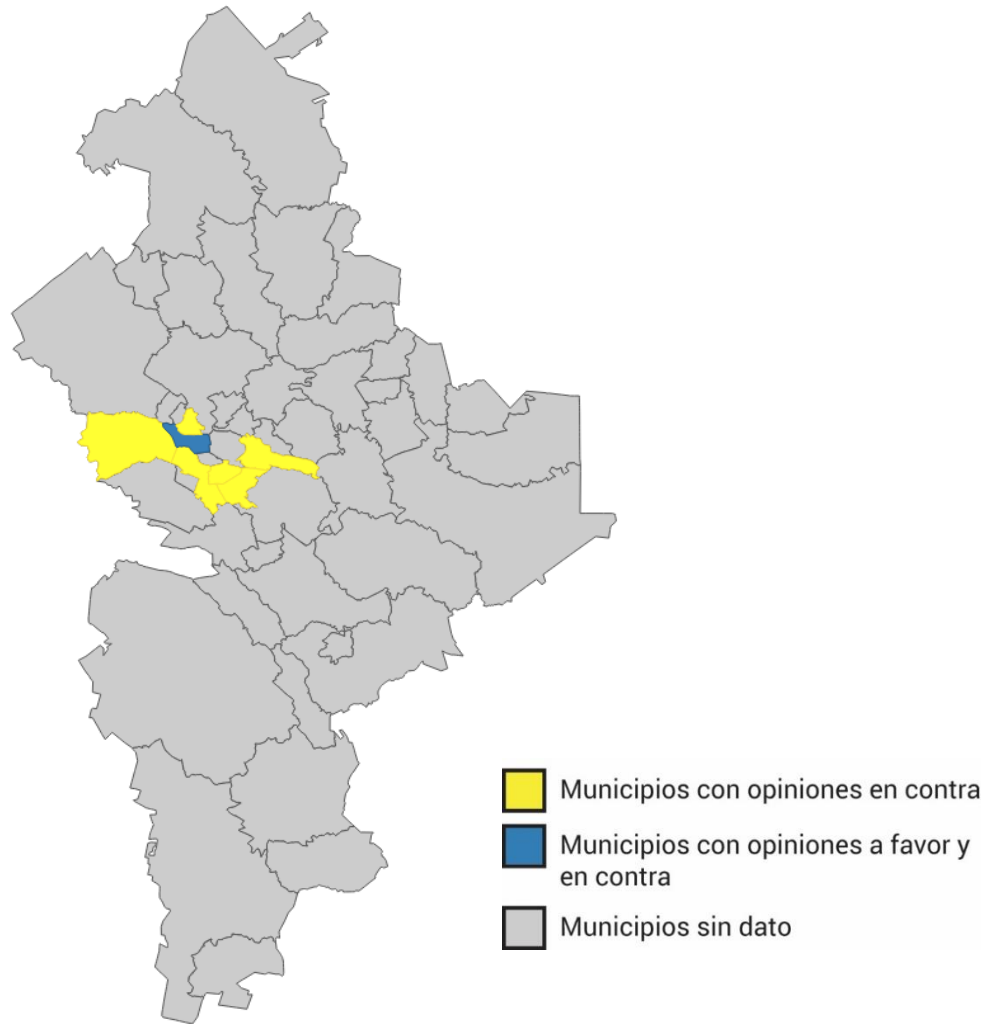 Municipios con opiniones en contra
Municipios con opiniones a favor y
en contra
Municipios sin dato